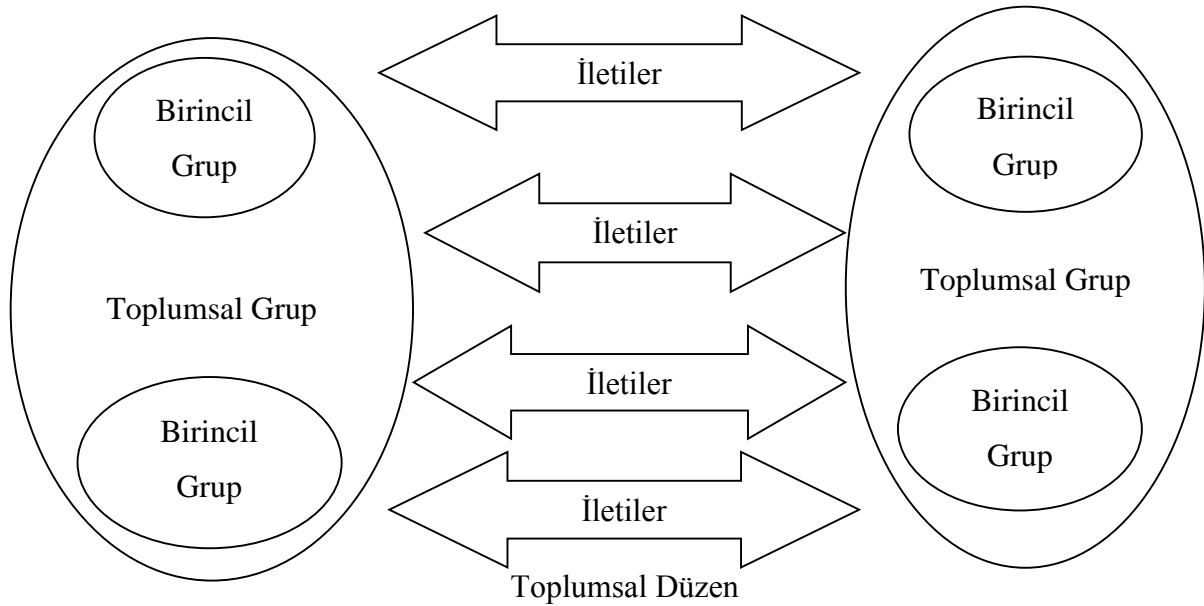 Birincil
Grup
Toplumsal Grup
Birincil
Grup
İletiler
İletiler
İletiler
İletiler
Toplumsal Düzen
Birincil
Grup
Toplumsal Grup
Birincil
Grup